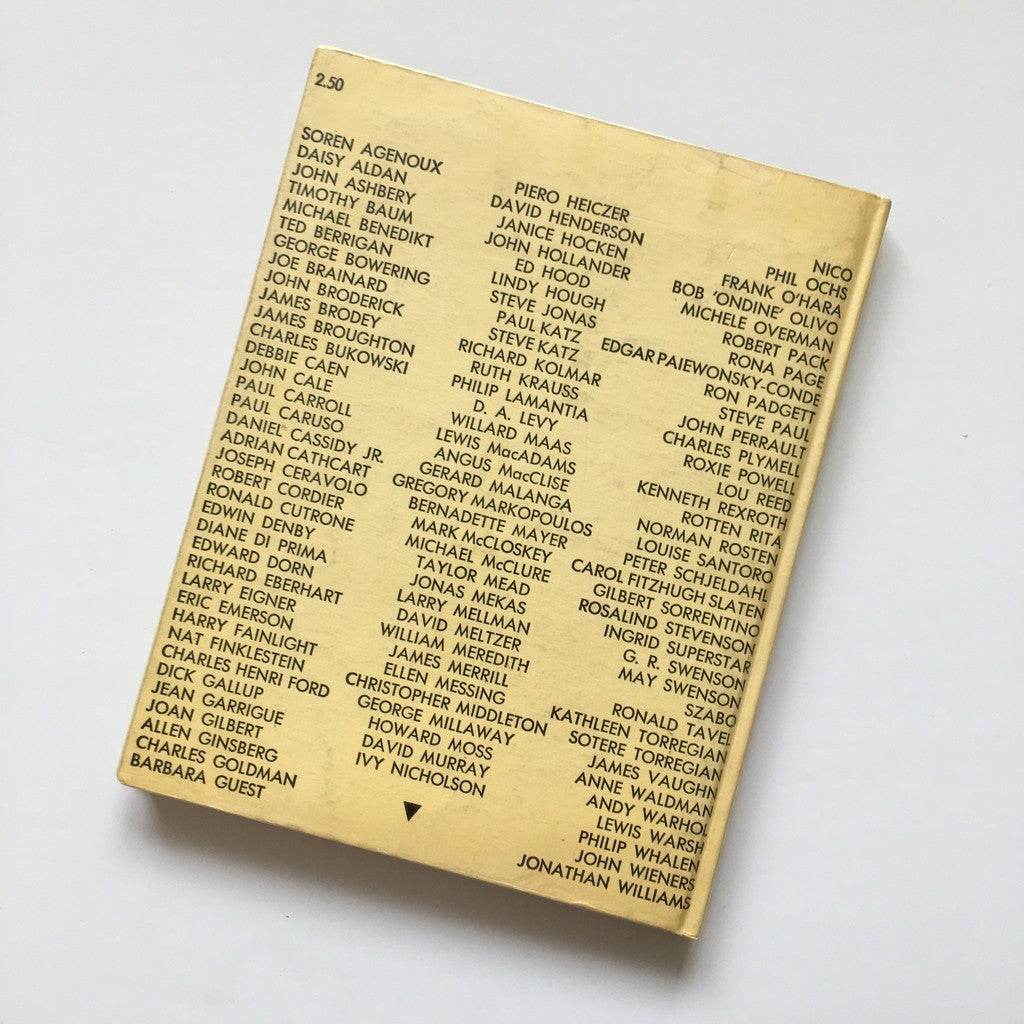 2.50
SOREN AGENOUX
DAISY ALDAN
JOHN ASHBERY
TIMOTHY BAUM
MICHAEL BENEDIKT
TED BERRIGAN
GEORGE BOWERING
JOE BRAINARD
JOHN BRODERICK
JAMES BRODEY
JAMES BROUGHTON
CHARLES BUKOWSKI
DEBBIE CAEN
JOHN CALE
PAUL CARROLL
PAUL CARUSO
DANIEL CASSIDY JR.
ADRIAN CATHCART
JOSEPH CERAVOLO
ROBERT CORDIER
RONALD CUTRONE
EDWIN DENBY
DIANE DI PRIMA
EDWARD DORN
RICHARD EBERHART
LARRY EIGNER
ERIC EMERSON
HARRY FAINLIGHT
NAT FINKLESTEIN
CHARLES HENRI FORD
DICK GALLUP
JEAN GARRIGUE
JOAN GILBERT
ALLEN GINSBERG
CHARLES GOLDMAN
BARBARA GUEST
PIERO HEICZER
DAVID HENDERSON
JANICE HOCKEN
JOHN HOLLANDER
ED HOOD
LINDY HOUGH
STEVE JONAS
PAUL KATZ
STEVE KATZ
RICHARD KOLMAR
RUTH KRAUSS
PHILIP LAMANTIA
D. A. LEVY
WILLARD MAAS
LEWIS MacADAMS
ANGUS MacCLISE
GERARD MALANGA
GREGORY MARKOPOULOS
BERNADETTE MAYER
MARK McCLOSKEY
MICHAEL McCLURE
TAYLOR MEAD
JONAS MEKAS
LARRY MELLMAN
DAVID MELTZER
WILLIAM MEREDITH
JAMES MERRILL
ELLEN MESSING
CHRISTOPHER MIDDLETON
GEORGE MILLAWAY
HOWARD MOSS
DAVID MURRAY
IVY NICHOLSON
NICO
PHIL OCHS
FRANK O'HARA
BOB 'ONDINE' OLIVO
MICHELE OVERMAN
ROBERT PACK
RONA PAGE
EDGAR PAIEWONSKY-CONDE
RON PADGETT
STEVE PAUL
JOHN PERRAULT
CHARLES PLYMELL
ROXIE POWELL
LOU REED
KENNETH REXROTH
ROTTEN RITA
NORMAN ROSTEN
LOUISE SANTORO
PETER SCHJELDAHL
CAROL FITZHUGH SLATEN
GILBERT SORRENTINO
ROSALIND STEVENSON
INGRID SUPERSTAR
G. R. SWENSON
MAY SWENSON
SZABO
RONALD TAVEL
KATHLEEN TORREGIAN
SOTERE TORREGIAN
JAMES VAUGHN
ANNE WALDMAN
ANDY WARHOL
LEWIS WARSH
PHILIP WHALEN
JOHN WIENERS
JONATHAN WILLIAMS